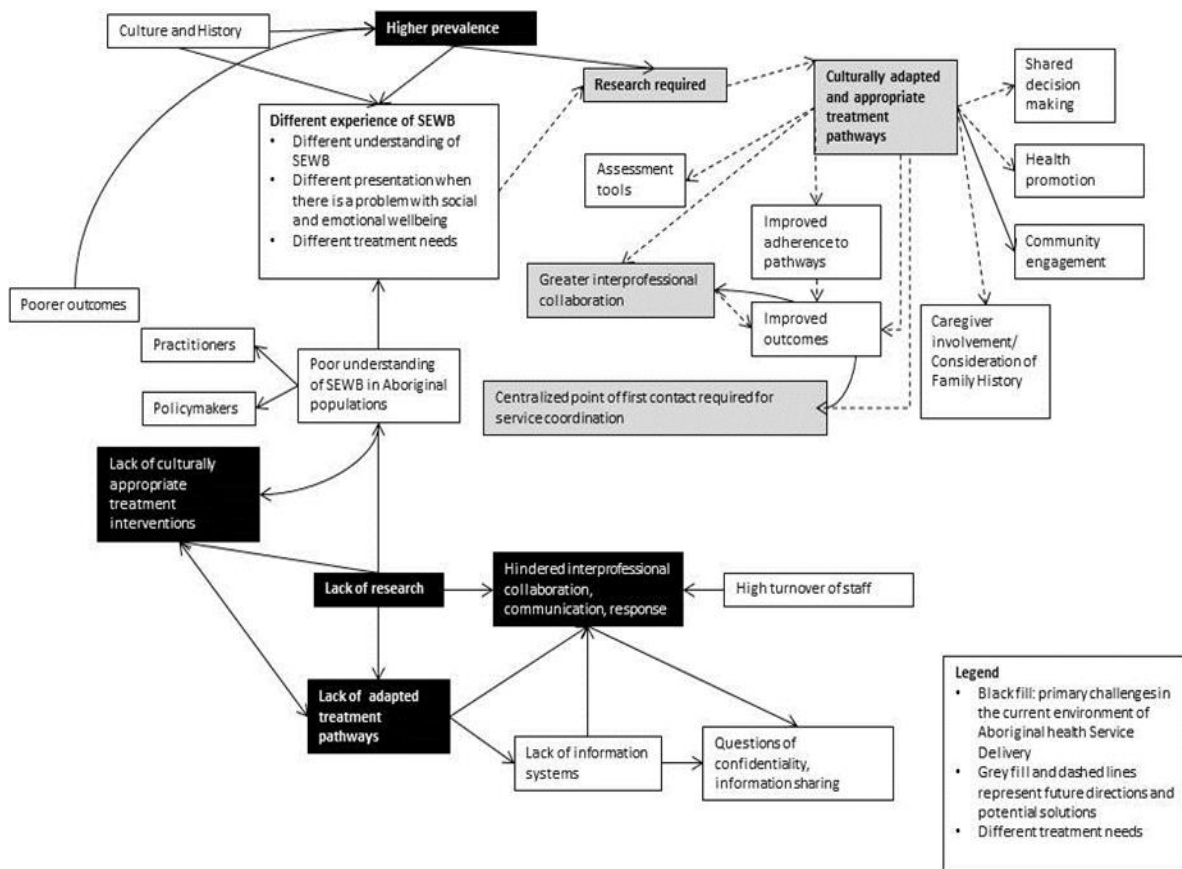 Culture and History
Higher prevalence
Research required
Culturally adapted
and appropriate
treatment
pathways
Shared
decision
making
Different experience of SEWB
• Different understanding of
SEWB
• Different presentation when
there is a problem with social
and emotional wellbeing
• Different treatment needs
Assessment
tools
Health
promotion
Improved
adherence to
pathways
Community
engagement
Greater interprofessional
collaboration
Poorer outcomes
Improved
outcomes
Caregiver
involvement/
Consideration of
Family History
Practitioners
Policymakers
Poor understanding
of SEWB in Aboriginal
populations
Centralized point of first contact required for
service coordination
Lack of culturally
appropriate
treatment
interventions
Lack of research
Hindered interprofessional
collaboration,
communication, response
High turnover of staff
Lack of adapted
treatment
pathways
Lack of information
systems
Questions of
confidentiality,
information sharing
Legend
• Black fill: primary challenges in
the current environment of
Aboriginal health Service
Delivery
• Grey fill and dashed lines
represent future directions and
potential solutions
• Different treatment needs